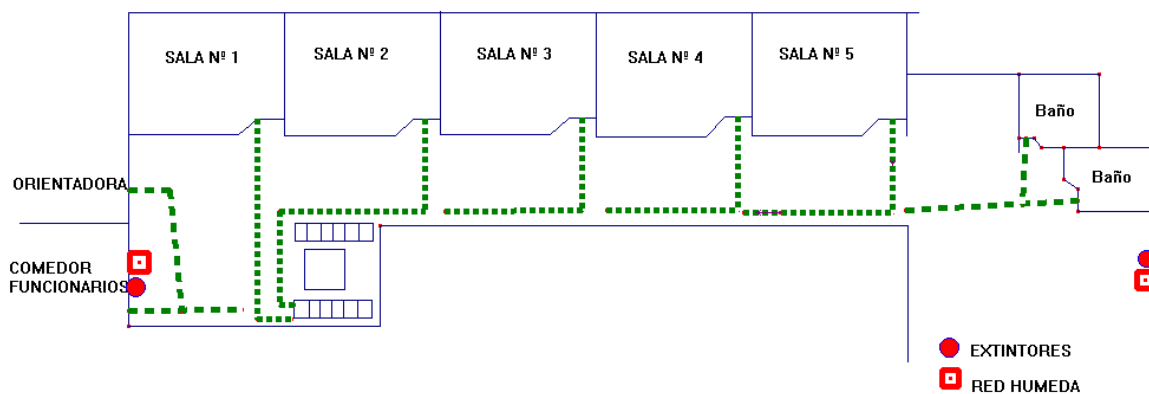 SALA Nº 1
SALA Nº 2
SALA Nº 3
SALA Nº 4
SALA Nº 5
Baño
Baño
ORIENTADORA
COMEDOR
FUNCIONARIOS
EXTINTORES
RED HUMEDA